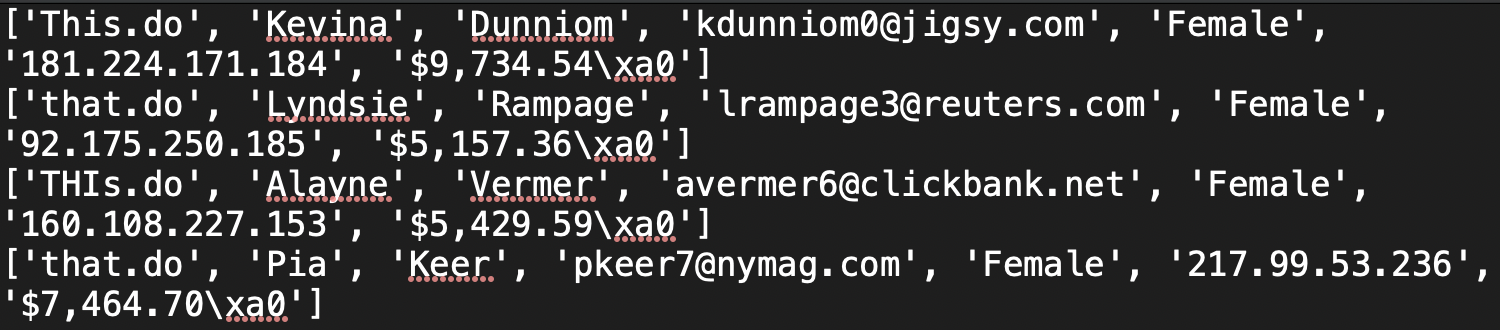 ['This.do', 'Kevina', 'Dunniom', 'kdunniom0@jigsy.com', 'Female',
'181.224.171.184', '$9,734.54\xa0']
['that.do', 'Lyndsie', 'Rampage', 'lrampage3@reuters.com', 'Female',
'92.175.250.185', '$5,157.36\xa0']
['THIs.do', 'Alayne', 'Vermer', 'avermer6@clickbank.net', 'Female',
'160.108.227.153', '$5,429.59\xa0']
['that.do', 'Pia', 'Keer', 'pkeer7@nymag.com', 'Female', '217.99.53.236',
'$7,464.70\xa0']